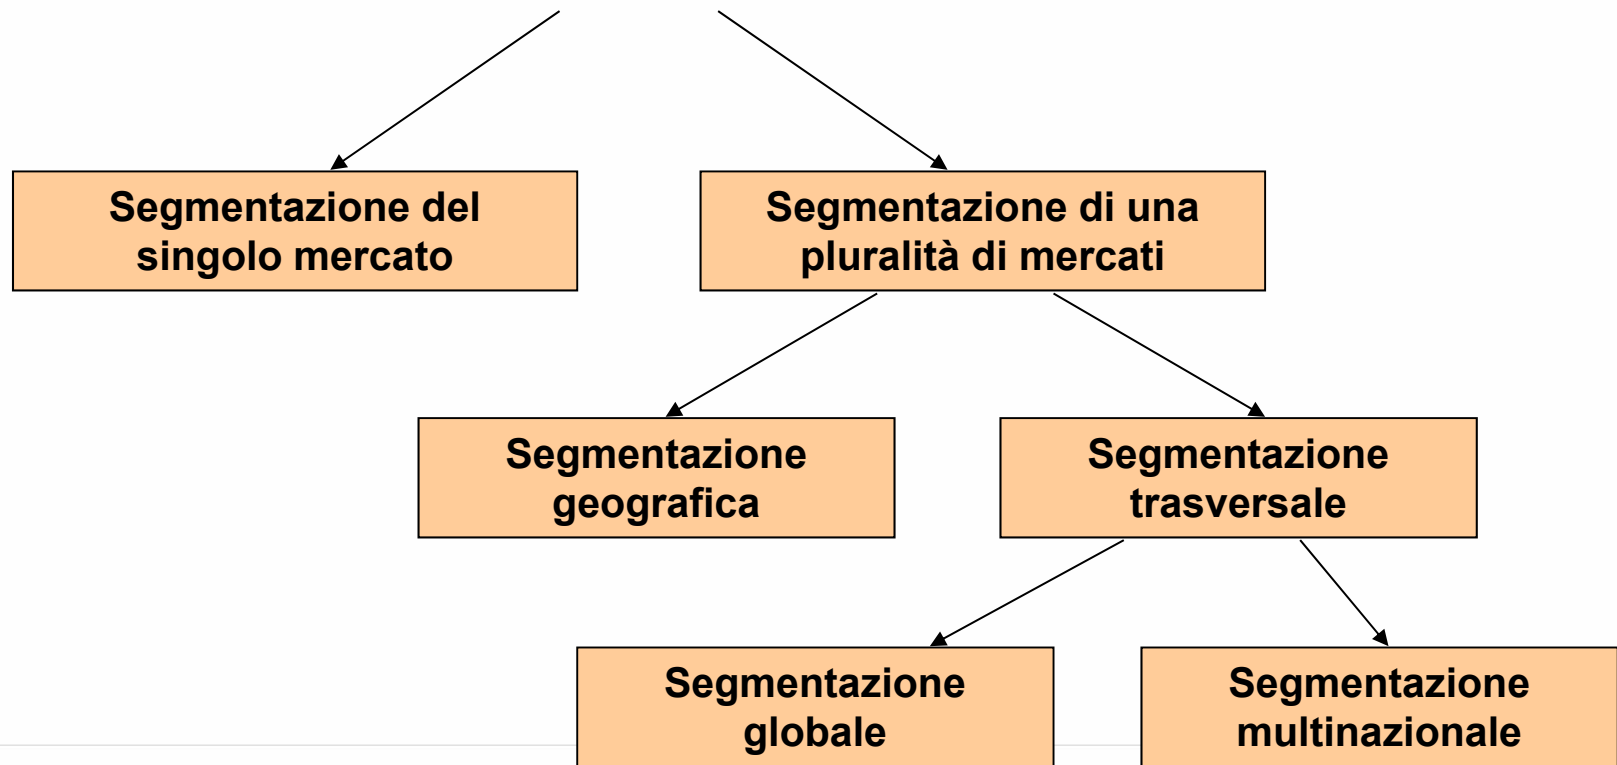 Segmentazione del
singolo mercato
Segmentazione di una
pluralità di mercati
Segmentazione
geografica
Segmentazione
trasversale
Segmentazione
globale
Segmentazione
multinazionale